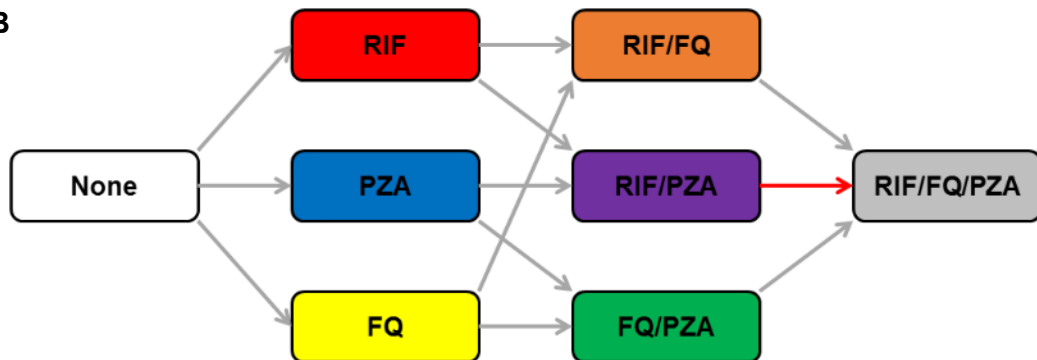 B
RIF
RIF/FQ
None
PZA
RIF/PZA
RIF/FQ/PZA
FQ
FQ/PZA